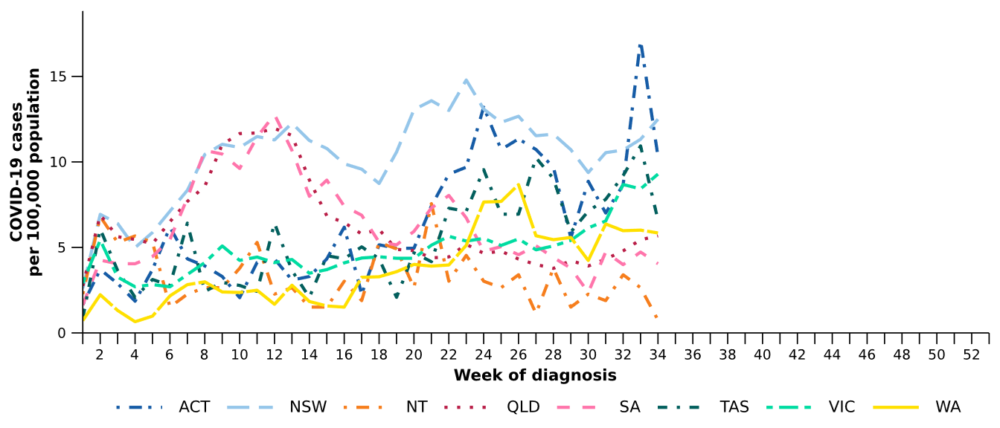 COVID-19 cases
per 100,000 population
15
10
5
0
2 4 6 8 10 12 14 16 18 20 22 24 26 28 30 32 34 36 38 40 42 44 46 48 50 52
Week of diagnosis
ACT NSW NT QLD SA TAS VIC WA